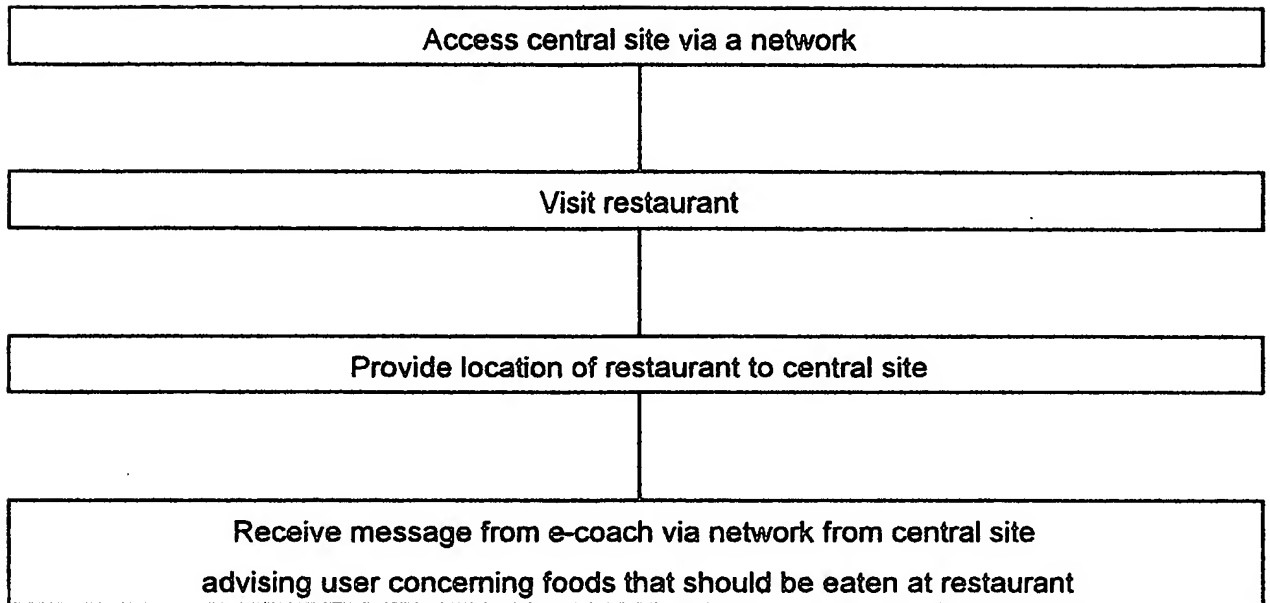 Access central site via a network
Visit restaurant
Provide location of restaurant to central site
Receive message from e-coach via network from central site
advising user concerning foods that should be eaten at restaurant